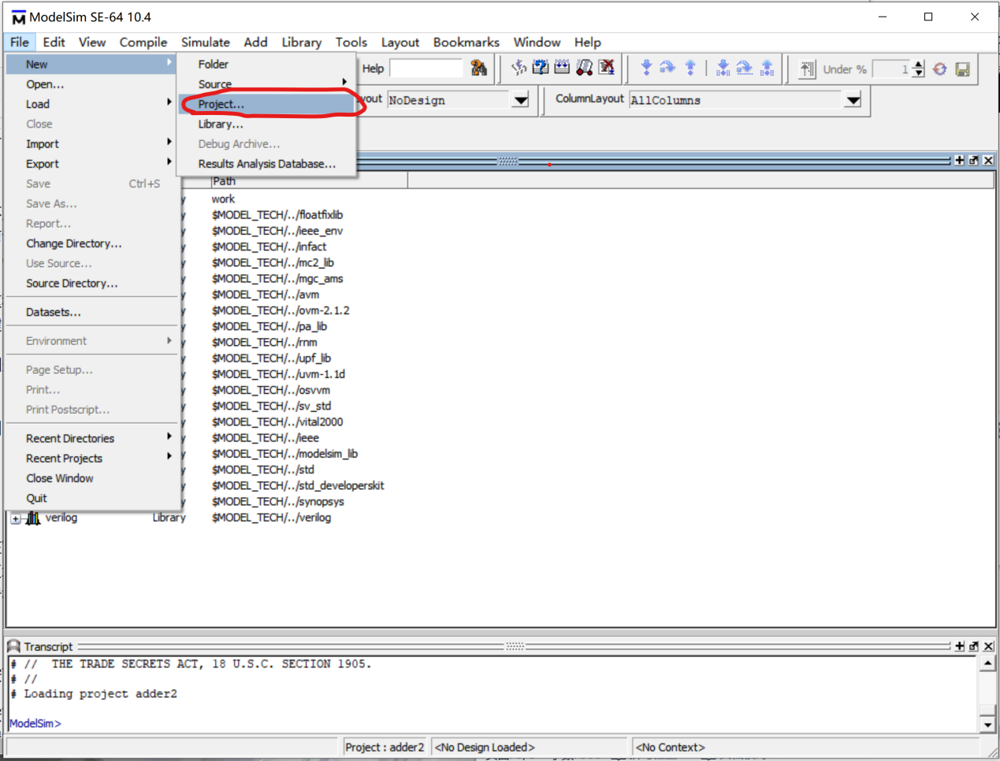 ModelSim SE-64 10.4
File Edit View Compile Simulate Add Library Tools Layout Bookmarks Window Help
New
Open...
Load
Close
Import
Export
Save Ctrl+S
Save As...
Report...
Change Directory...
Use Source...
Source Directory...
Datasets...
Environment
Page Setup...
Print...
Print Postscript...
Recent Directories
Recent Projects
Close Window
Quit
Folder
Source
Project...
Library...
Debug Archive...
Results Analysis Database...
Help
Under % 1
yout NoDesign
ColumnLayout AllColumns
Path
y work
y $MODEL_TECH/../floatfixlib
y $MODEL_TECH/../ieee_env
y $MODEL_TECH/../infact
y $MODEL_TECH/../mc2_lib
y $MODEL_TECH/../mgc_ams
y $MODEL_TECH/../avm
y $MODEL_TECH/../ovm-2.1.2
y $MODEL_TECH/../pa_lib
y $MODEL_TECH/../rnm
y $MODEL_TECH/../upf_lib
y $MODEL_TECH/../uvm-1.1d
y $MODEL_TECH/../osvvm
y $MODEL_TECH/../sv_std
y $MODEL_TECH/../vital2000
y $MODEL_TECH/../ieee
y $MODEL_TECH/../modelsim_lib
y $MODEL_TECH/../std
y $MODEL_TECH/../std_developerskit
y $MODEL_TECH/../synopsys
verilog Library $MODEL_TECH/../verilog
Transcript
# // THE TRADE SECRETS ACT, 18 U.S.C. SECTION 1905.
# //
# Loading project adder2
ModelSim>
Project : adder2 <No Design Loaded> <No Context>